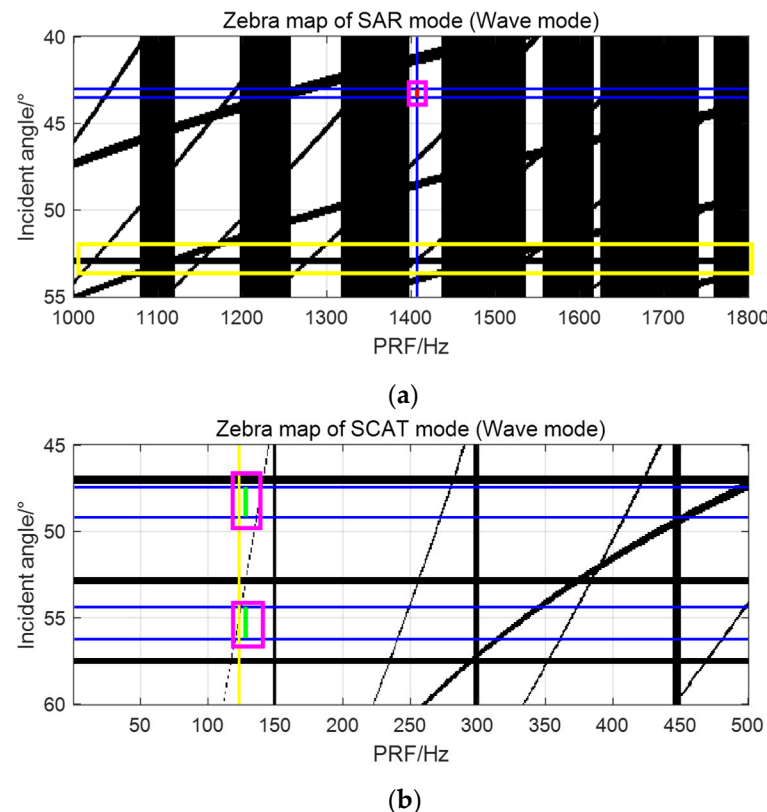 Zebra map of SAR mode (Wave mode)
40
45
50
55
Incident angle/°
1000 1100 1200 1300 1400 1500 1600 1700 1800
PRF/Hz
(a)
Zebra map of SCAT mode (Wave mode)
45
50
55
60
Incident angle/°
50 100 150 200 250 300 350 400 450 500
PRF/Hz
(b)